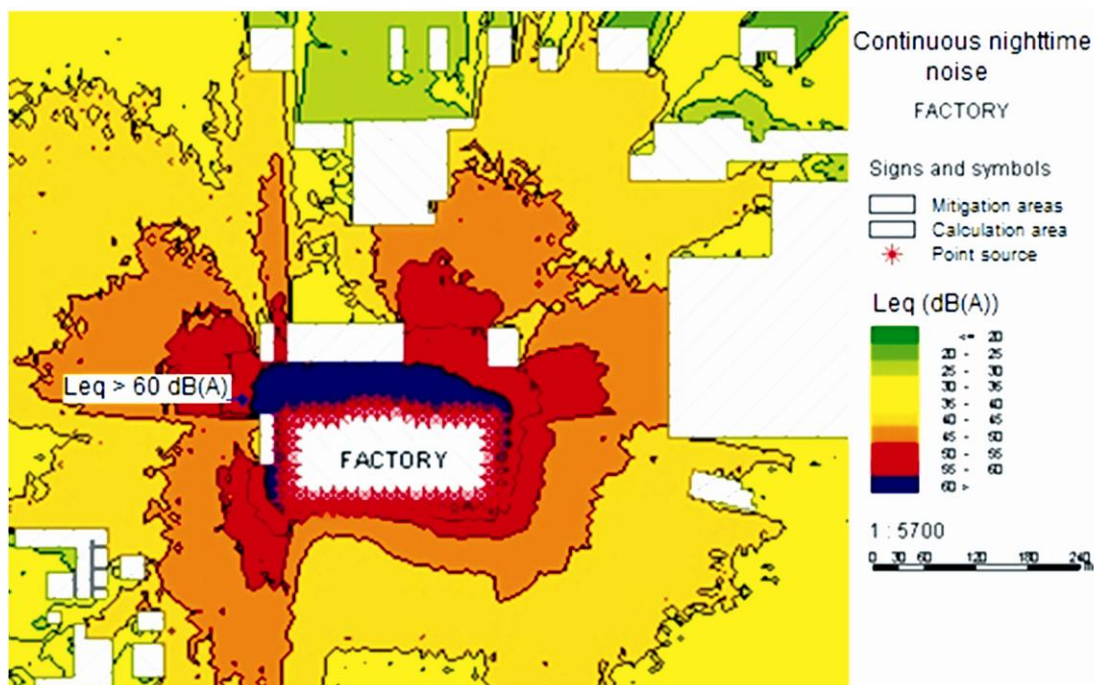 Continuous nighttime
noise
FACTORY
Signs and symbols
Mitigation areas
Calculation area
Point source
Leq (dB(A))
<= 20
20 - 25
25 - 30
30 - 35
35 - 40
40 - 45
45 - 50
50 - 55
55 - 60
60 >
1 : 5700
0 30 60 120 180 240
m
Leq > 60 dB(A)
FACTORY